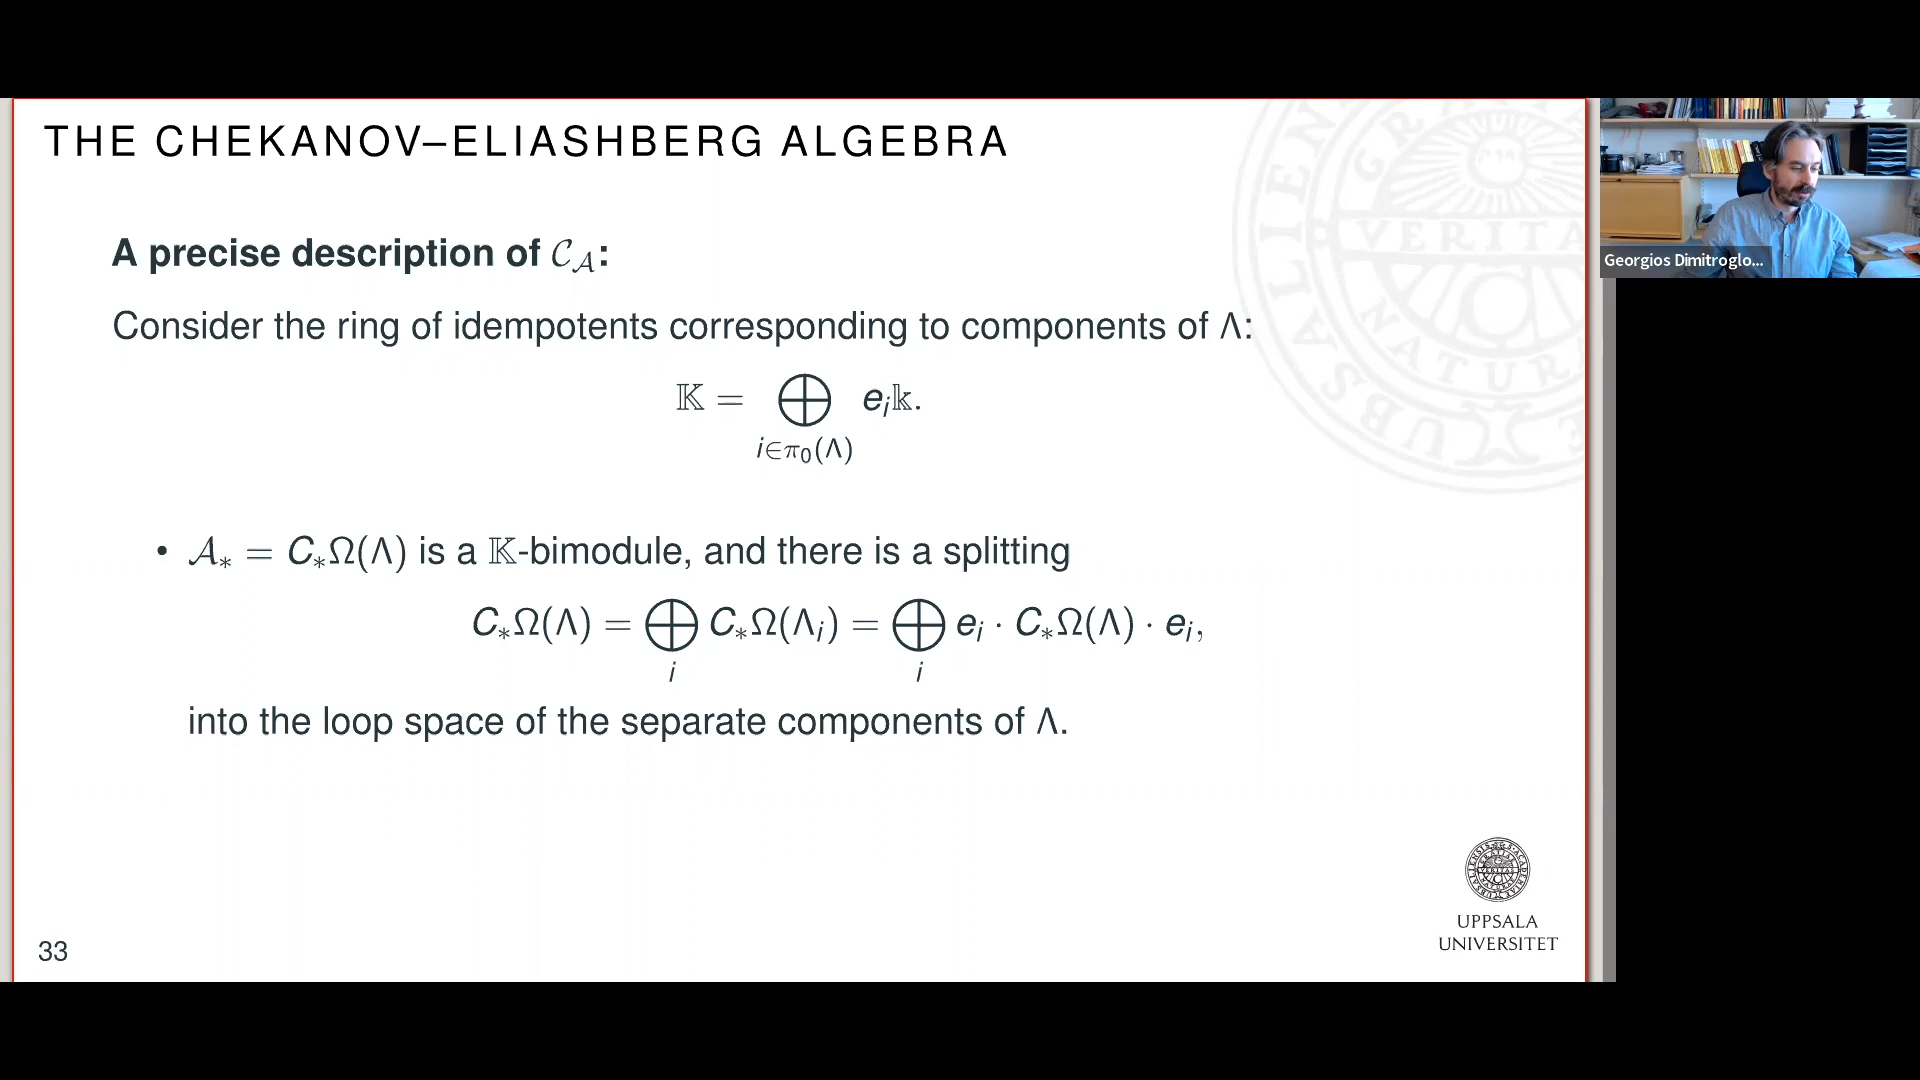 THE CHEKANOV–ELIASHBERG ALGEBRA
A precise description of 𝒞_𝒜:
Consider the ring of idempotents corresponding to components of Λ:
𝕂 = ⊕_{i∈π₀(Λ)} e_i𝕜.
• 𝒜_* = C_*Ω(Λ) is a 𝕂-bimodule, and there is a splitting
C_*Ω(Λ) = ⊕_i C_*Ω(Λ_i) = ⊕_i e_i · C_*Ω(Λ) · e_i,
into the loop space of the separate components of Λ.
33
UPPSALA
UNIVERSITET
Georgios Dimitroglo...
VERITA
NATUR